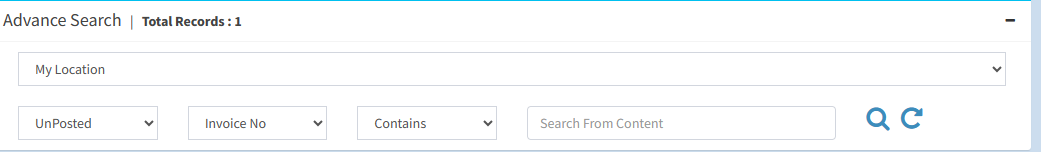 Advance Search | Total Records : 1
My Location
UnPosted Invoice No Contains Search From Content